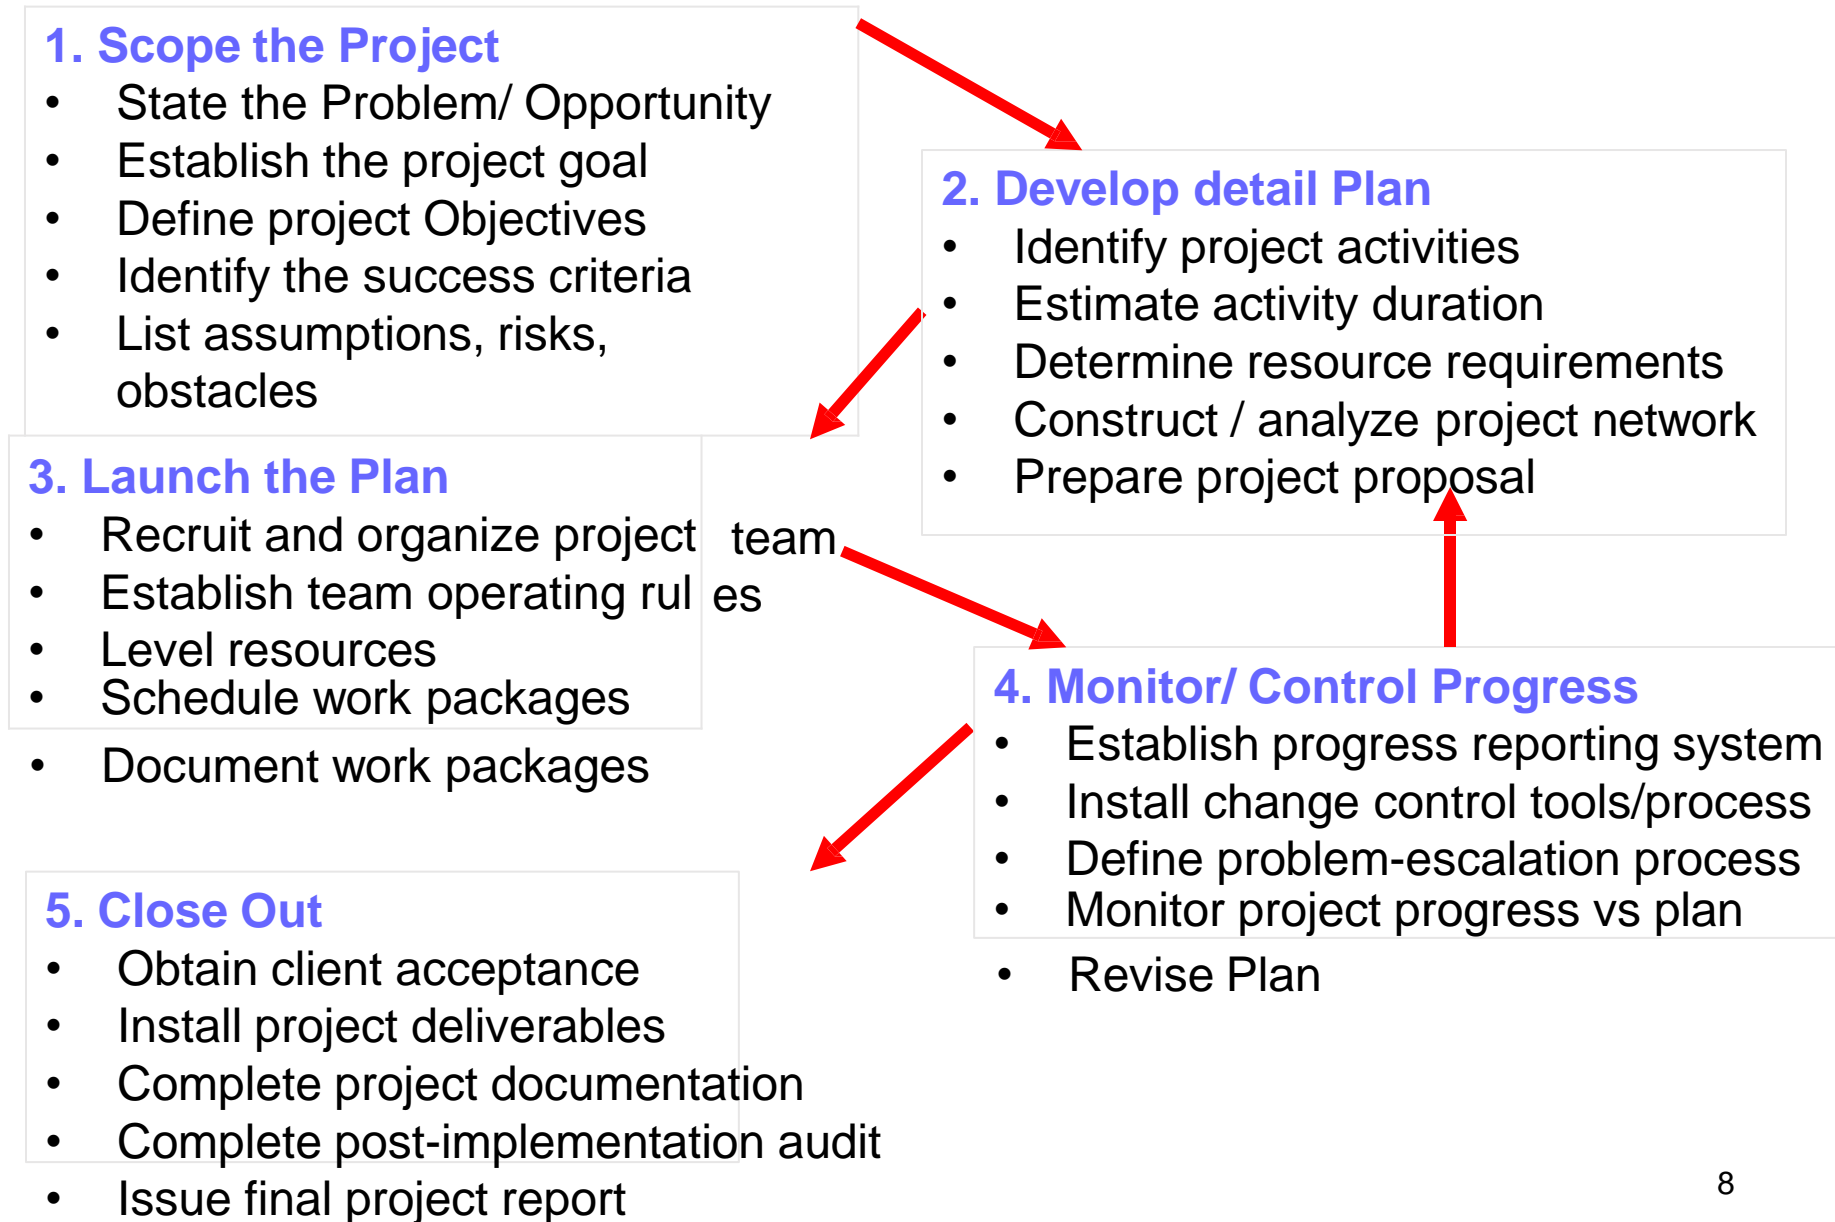 1. Scope the Project
• State the Problem/ Opportunity
• Establish the project goal
• Define project Objectives
• Identify the success criteria
• List assumptions, risks,
obstacles
2. Develop detail Plan
• Identify project activities
• Estimate activity duration
• Determine resource requirements
• Construct / analyze project network
• Prepare project proposal
3. Launch the Plan
• Recruit and organize project team
• Establish team operating rul es
• Level resources
• Schedule work packages
• Document work packages
4. Monitor/ Control Progress
• Establish progress reporting system
• Install change control tools/process
• Define problem-escalation process
• Monitor project progress vs plan
• Revise Plan
5. Close Out
• Obtain client acceptance
• Install project deliverables
• Complete project documentation
• Complete post-implementation audit
• Issue final project report
8